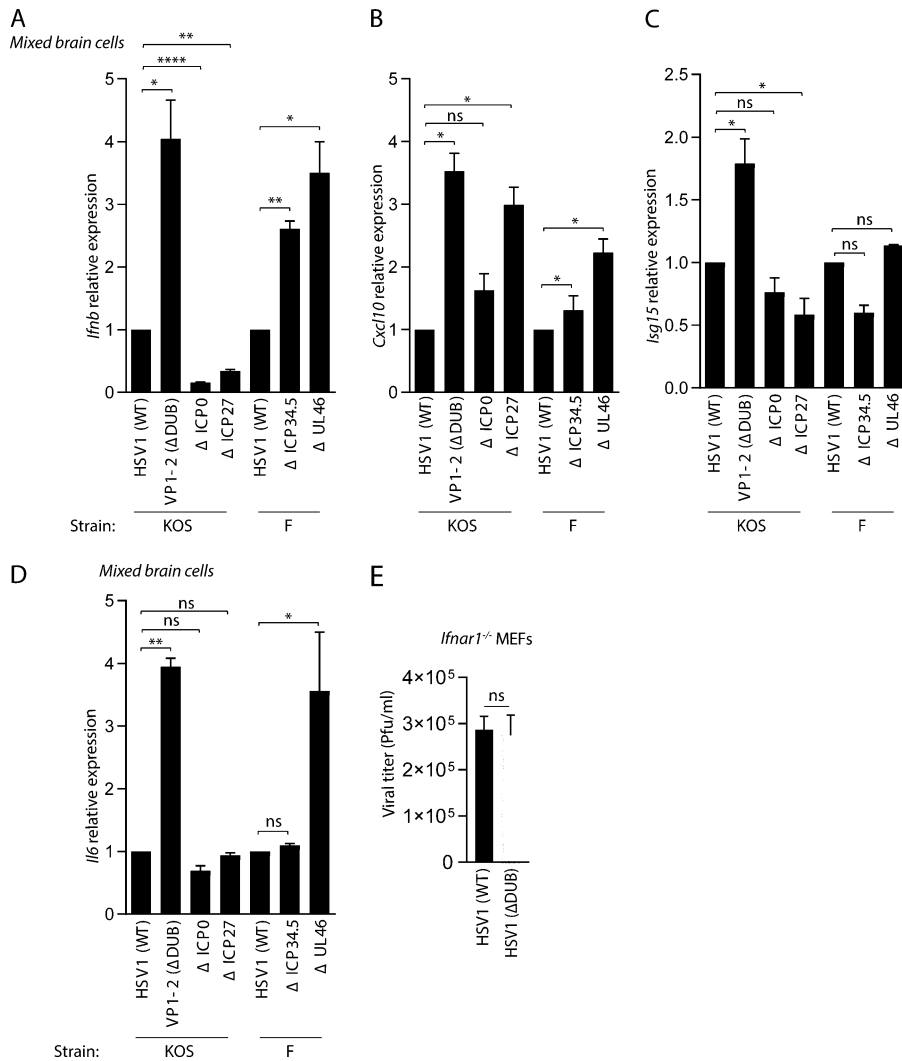 A
Mixed brain cells
Ifnb relative expression
5
4
3
2
1
0
*
****
**
**
*
HSV1 (WT)
VP1- 2 (ΔDUB)
Δ ICP0
Δ ICP27
HSV1 (WT)
Δ ICP34.5
Δ UL46
Strain:
KOS
F
B
Cxcl10 relative expression
5
4
3
2
1
0
*
ns
*
*
*
HSV1 (WT)
VP1- 2 (ΔDUB)
Δ ICP0
Δ ICP27
HSV1 (WT)
Δ ICP34.5
Δ UL46
KOS
F
C
Isg15 relative expression
2.5
2.0
1.5
1.0
0.5
0.0
*
ns
*
ns
ns
HSV1 (WT)
VP1- 2 (ΔDUB)
Δ ICP0
Δ ICP27
HSV1 (WT)
Δ ICP34.5
Δ UL46
KOS
F
D
Mixed brain cells
Il6 relative expression
5
4
3
2
1
0
ns
ns
**
ns
*
HSV1 (WT)
VP1- 2 (ΔDUB)
Δ ICP0
Δ ICP27
HSV1 (WT)
Δ ICP34.5
Δ UL46
Strain:
KOS
F
E
Ifnar1-/- MEFs
Viral titer (Pfu/ml)
4×10⁵
3×10⁵
2×10⁵
1×10⁵
0
ns
HSV1 (WT)
HSV1 (ΔDUB)